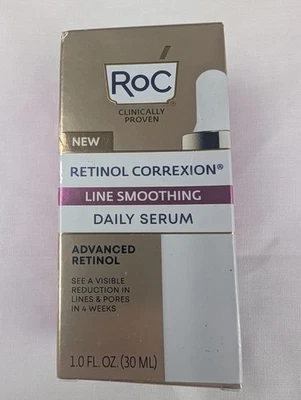 RoC®
CLINICALLY
PROVEN
NEW
RETINOL CORREXION®
LINE SMOOTHING
DAILY SERUM
ADVANCED
RETINOL
SEE A VISIBLE
REDUCTION IN
LINES & PORES
IN 4 WEEKS
1.0 FL. OZ. (30 ML)